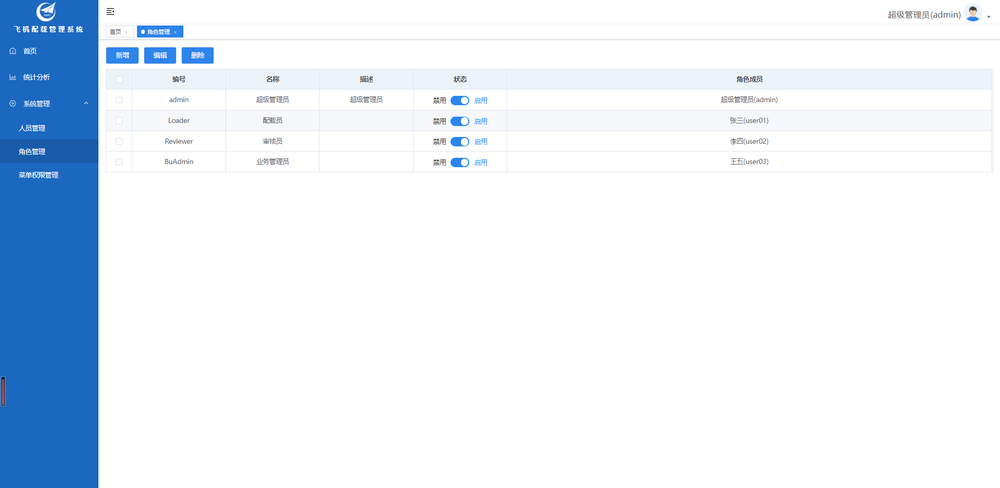 飞机配载管理系统
首页
统计分析
系统管理
人员管理
角色管理
菜单权限管理
超级管理员(admin)
首页 × 角色管理 ×
新增 编辑 删除
编号 名称 描述 状态 角色成员
admin 超级管理员 超级管理员 禁用 启用 超级管理员(admin)
Loader 配载员 禁用 启用 张三(user01)
Reviewer 审核员 禁用 启用 李四(user02)
BuAdmin 业务管理员 禁用 启用 王五(user03)